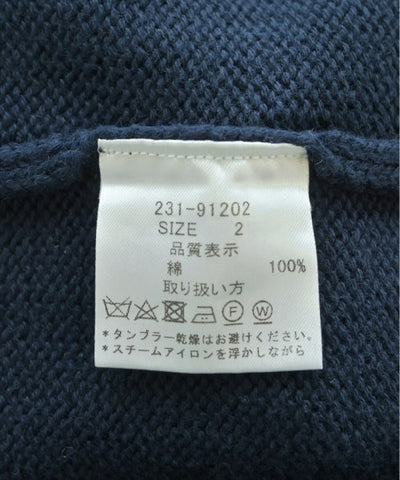 231-91202
SIZE 2
品質表示
綿 100%
取り扱い方
F W
*タンブラー乾燥はお避けください。
*スチームアイロンを浮かしながら